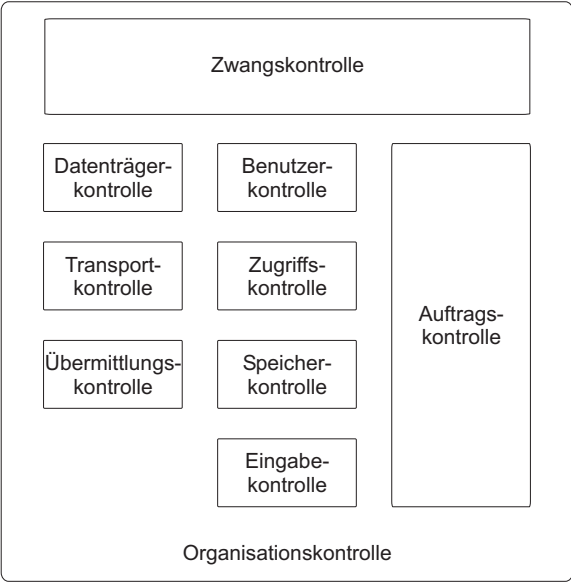 Zwangskontrolle
Datenträger-
kontrolle
Benutzer-
kontrolle
Transport-
kontrolle
Zugriffs-
kontrolle
Auftrags-
kontrolle
Übermittlungs-
kontrolle
Speicher-
kontrolle
Eingabe-
kontrolle
Organisationskontrolle